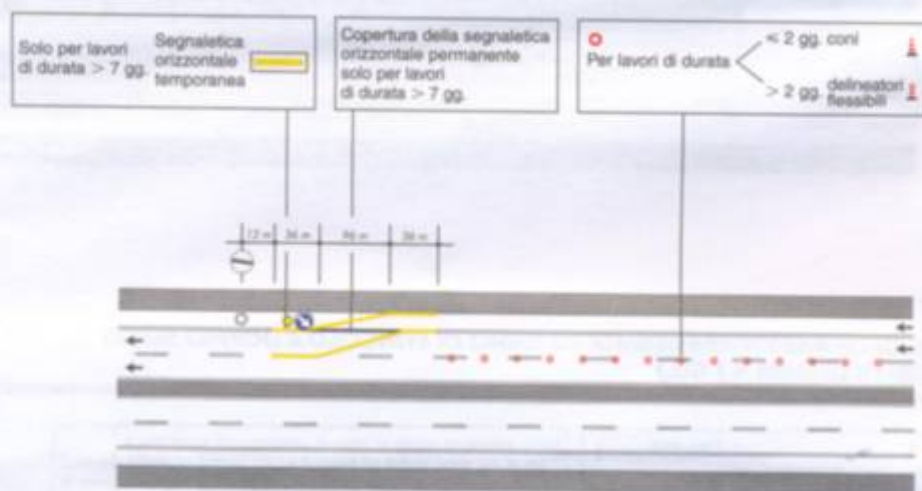 Solo per lavori
di durata > 7 gg.
Segnaletica
orizzontale
temporanea
Copertura della segnaletica
orizzontale permanente
solo per lavori
di durata > 7 gg.
Per lavori di durata
≤ 2 gg. coni
> 2 gg. delineatori
flessibili
12 m
36 m
96 m